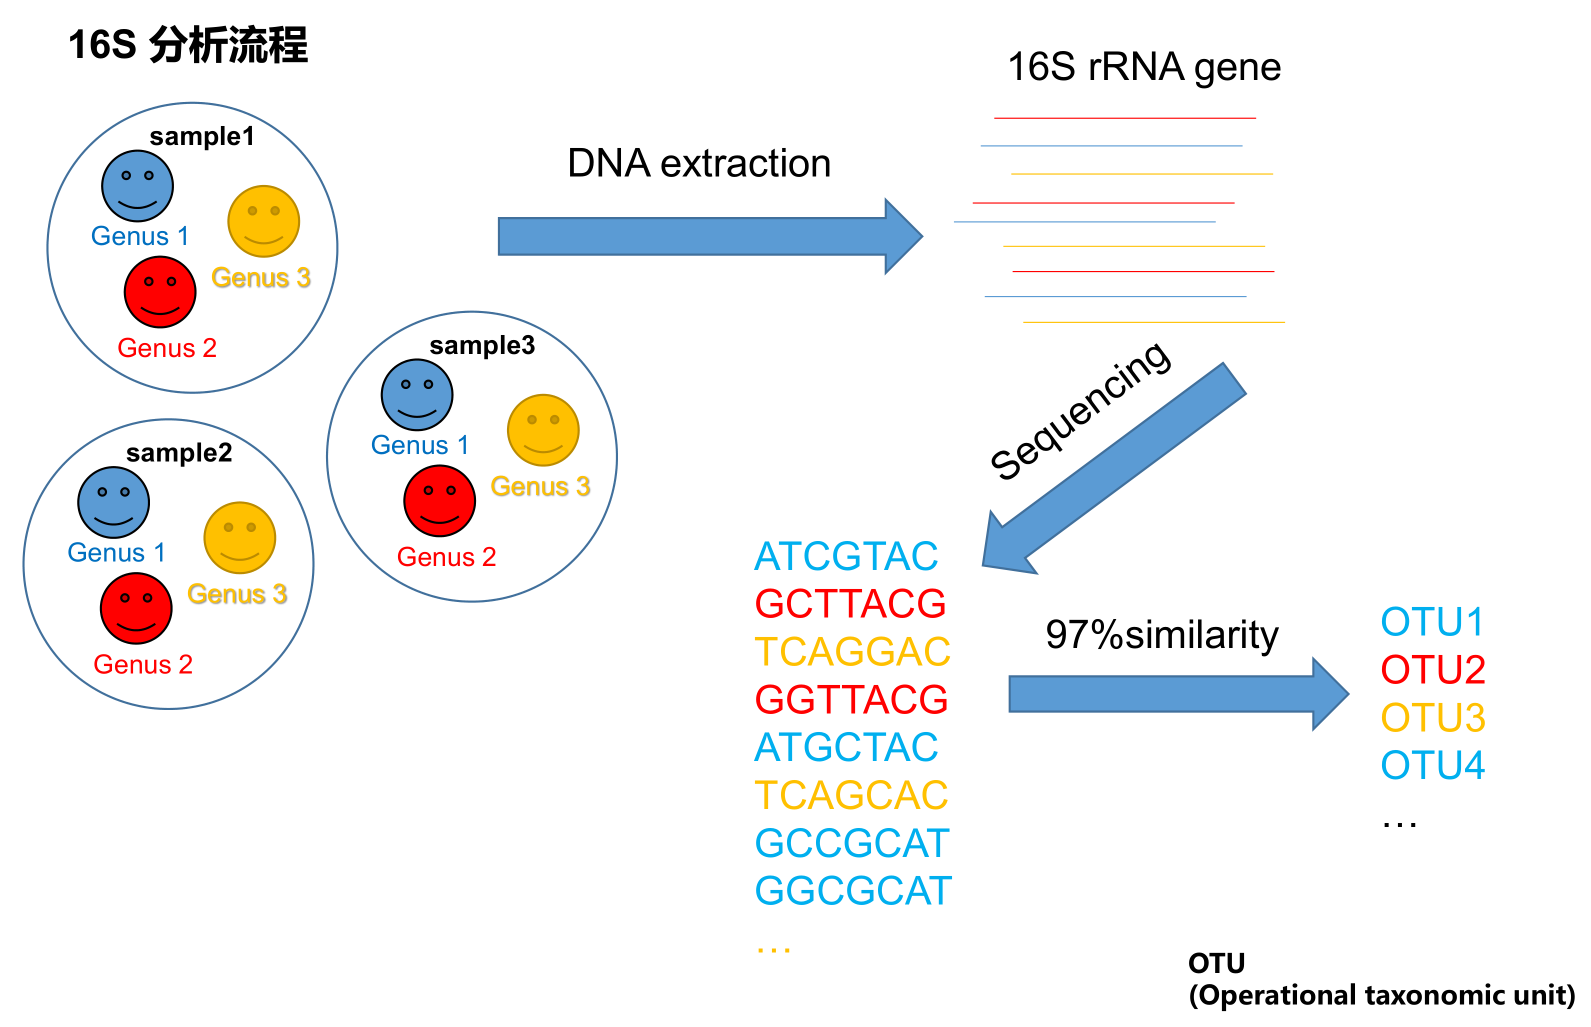 16S 分析流程
sample1
Genus 1
Genus 3
Genus 2
sample3
Genus 1
Genus 3
Genus 2
sample2
Genus 1
Genus 3
Genus 2
DNA extraction
16S rRNA gene
Sequencing
ATCGTAC
GCTTACG
TCAGGAC
GGTTACG
ATGCTAC
TCAGCAC
GCCGCAT
GGCGCAT
…
97%similarity
OTU1
OTU2
OTU3
OTU4
…
OTU
(Operational taxonomic unit)